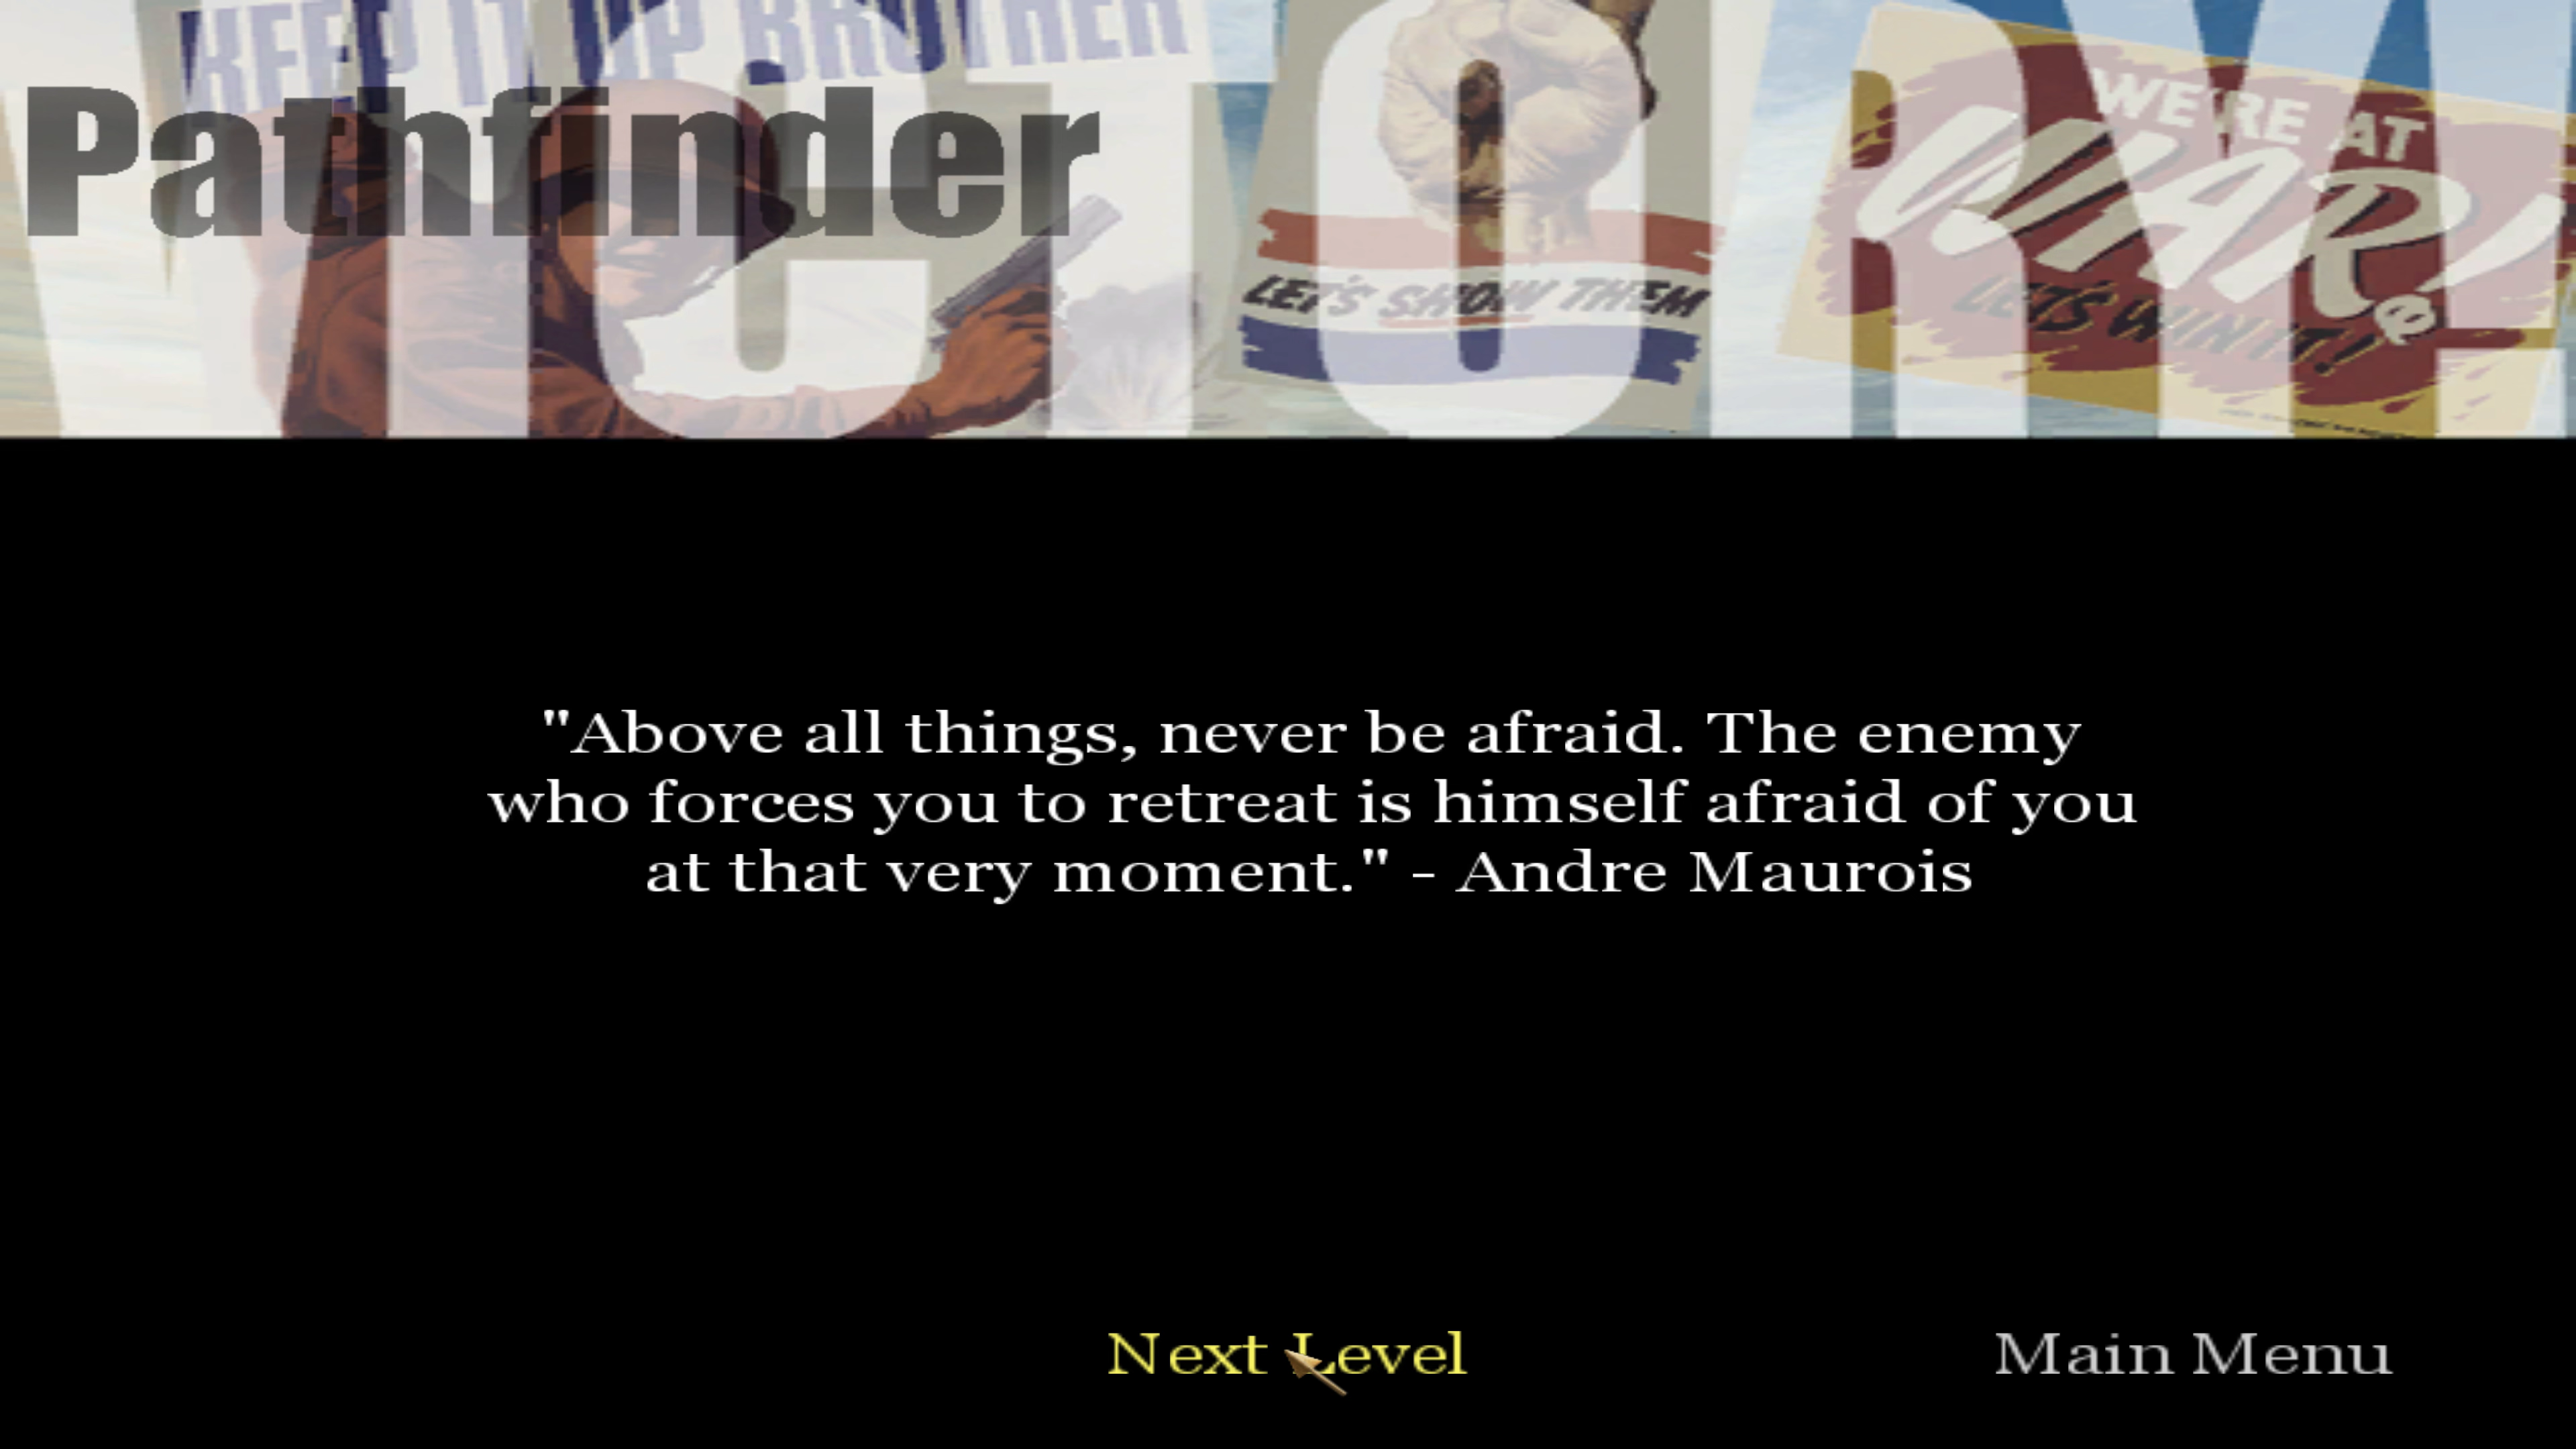 KEEP IT UP BROTHER
VICTORY
Pathfinder
WE'RE AT
WAR!
LET'S SHOW THEM
LET'S WIN IT!
"Above all things, never be afraid. The enemy
who forces you to retreat is himself afraid of you
at that very moment." - Andre Maurois
Next Level
Main Menu